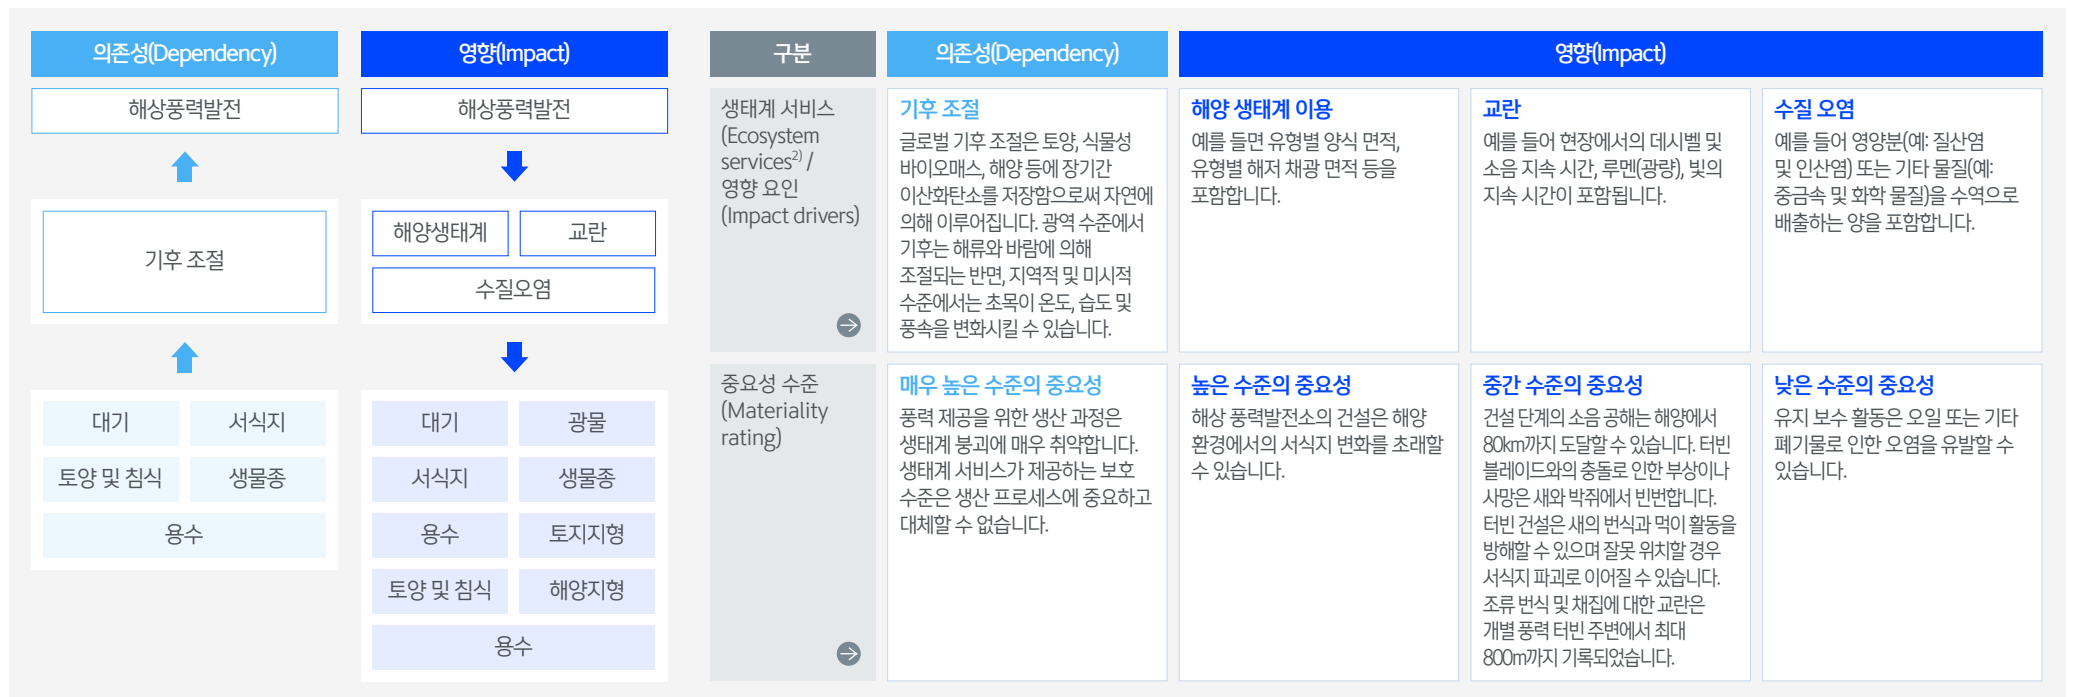 의존성(Dependency)
해상풍력발전
기후 조절
대기
서식지
토양 및 침식
생물종
용수
영향(Impact)
해상풍력발전
해양생태계
교란
수질오염
대기
광물
서식지
생물종
용수
토지지형
토양 및 침식
해양지형
용수
구분
의존성(Dependency)
영향(Impact)
생태계 서비스
(Ecosystem
services2) /
영향 요인
(Impact drivers)
기후 조절
글로벌 기후 조절은 토양, 식물성
바이오매스, 해양 등에 장기간
이산화탄소를 저장함으로써 자연에
의해 이루어집니다. 광역 수준에서
기후는 해류와 바람에 의해
조절되는 반면, 지역적 및 미시적
수준에서는 초목이 온도, 습도 및
풍속을 변화시킬 수 있습니다.
해양 생태계 이용
예를 들면 유형별 양식 면적,
유형별 해저 채광 면적 등을
포함합니다.
교란
예를 들어 현장에서의 데시벨 및
소음 지속 시간, 루멘(광량), 빛의
지속 시간이 포함됩니다.
수질 오염
예를 들어 영양분(예: 질산염
및 인산염) 또는 기타 물질(예:
중금속 및 화학 물질)을 수역으로
배출하는 양을 포함합니다.
중요성 수준
(Materiality
rating)
매우 높은 수준의 중요성
풍력 제공을 위한 생산 과정은
생태계 붕괴에 매우 취약합니다.
생태계 서비스가 제공하는 보호
수준은 생산 프로세스에 중요하고
대체할 수 없습니다.
높은 수준의 중요성
해상 풍력발전소의 건설은 해양
환경에서의 서식지 변화를 초래할
수 있습니다.
중간 수준의 중요성
건설 단계의 소음 공해는 해양에서
80km까지 도달할 수 있습니다. 터빈
블레이드와의 충돌로 인한 부상이나
사망은 새와 박쥐에서 빈번합니다.
터빈 건설은 새의 번식과 먹이 활동을
방해할 수 있으며 잘못 위치할 경우
서식지 파괴로 이어질 수 있습니다.
조류 번식 및 채집에 대한 교란은
개별 풍력 터빈 주변에서 최대
800m까지 기록되었습니다.
낮은 수준의 중요성
유지 보수 활동은 오일 또는 기타
폐기물로 인한 오염을 유발할 수
있습니다.